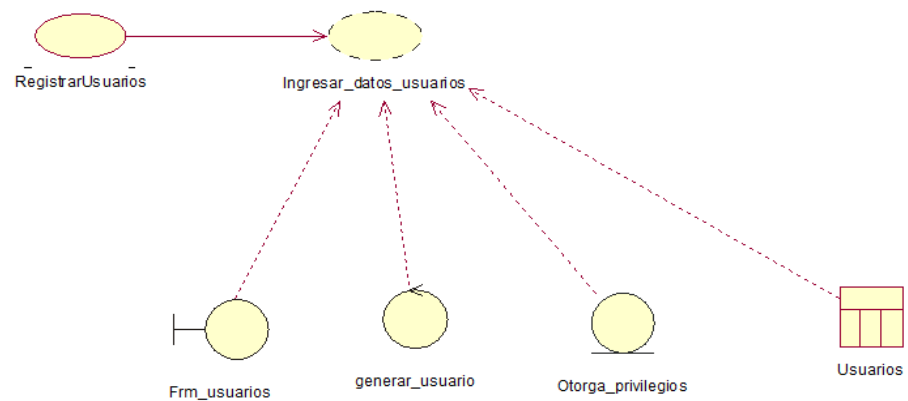 RegistrarUsuarios
Ingresar_datos_usuarios
Frm_usuarios
generar_usuario
Otorga_privilegios
Usuarios